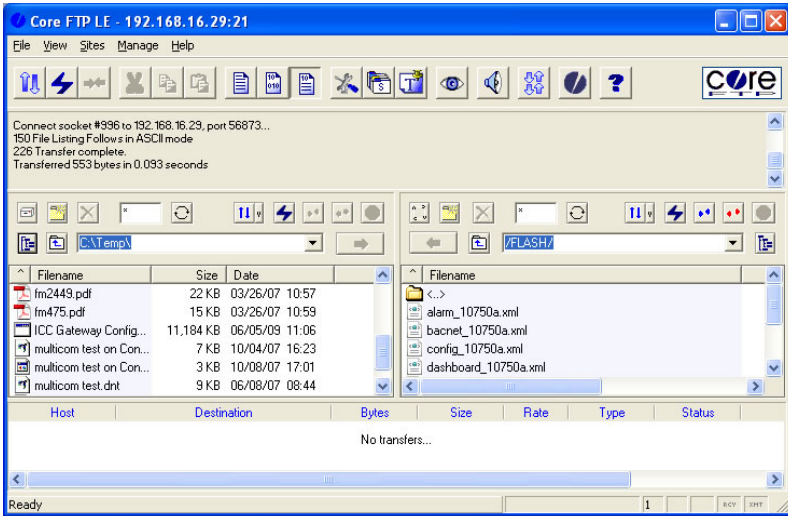 Core FTP LE - 192.168.16.29:21
File View Sites Manage Help
core
Connect socket #996 to 192.168.16.29, port 56873...
150 File Listing Follows in ASCII mode
226 Transfer complete.
Transferred 553 bytes in 0.093 seconds
* *
C:\Temp\ /FLASH/
^ Filename Size Date ^ Filename
fm2449.pdf 22 KB 03/26/07 10:57 <..>
fm475.pdf 15 KB 03/26/07 10:59 alarm_10750a.xml
ICC Gateway Config... 11,184 KB 06/05/09 11:06 bacnet_10750a.xml
multicom test on Con... 7 KB 10/04/07 16:23 config_10750a.xml
multicom test on Con... 3 KB 10/08/07 17:01 dashboard_10750a.xml
multicom test.dnt 9 KB 06/08/07 08:44
Host Destination Bytes Size Rate Type Status
No transfers...
Ready 1 RCV XMT